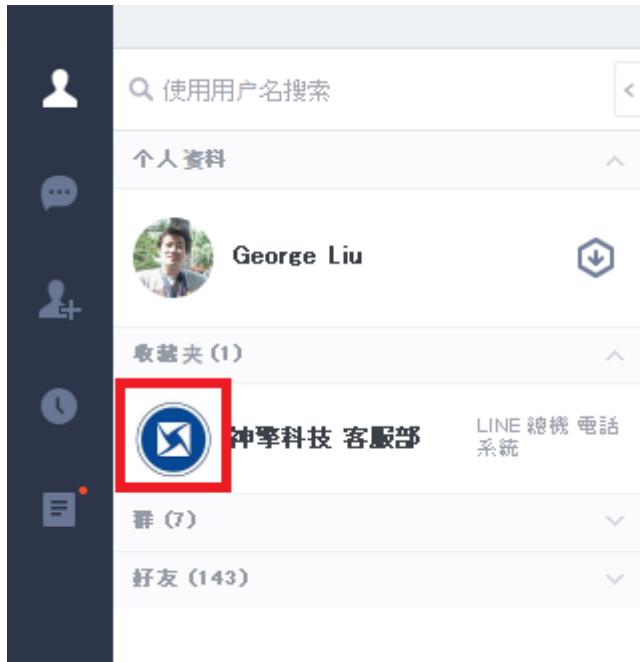 使用用户名搜索
个人资料
George Liu
收藏夹(1)
神擎科技 客服部
LINE 總機 電話
系統
群(7)
好友(143)